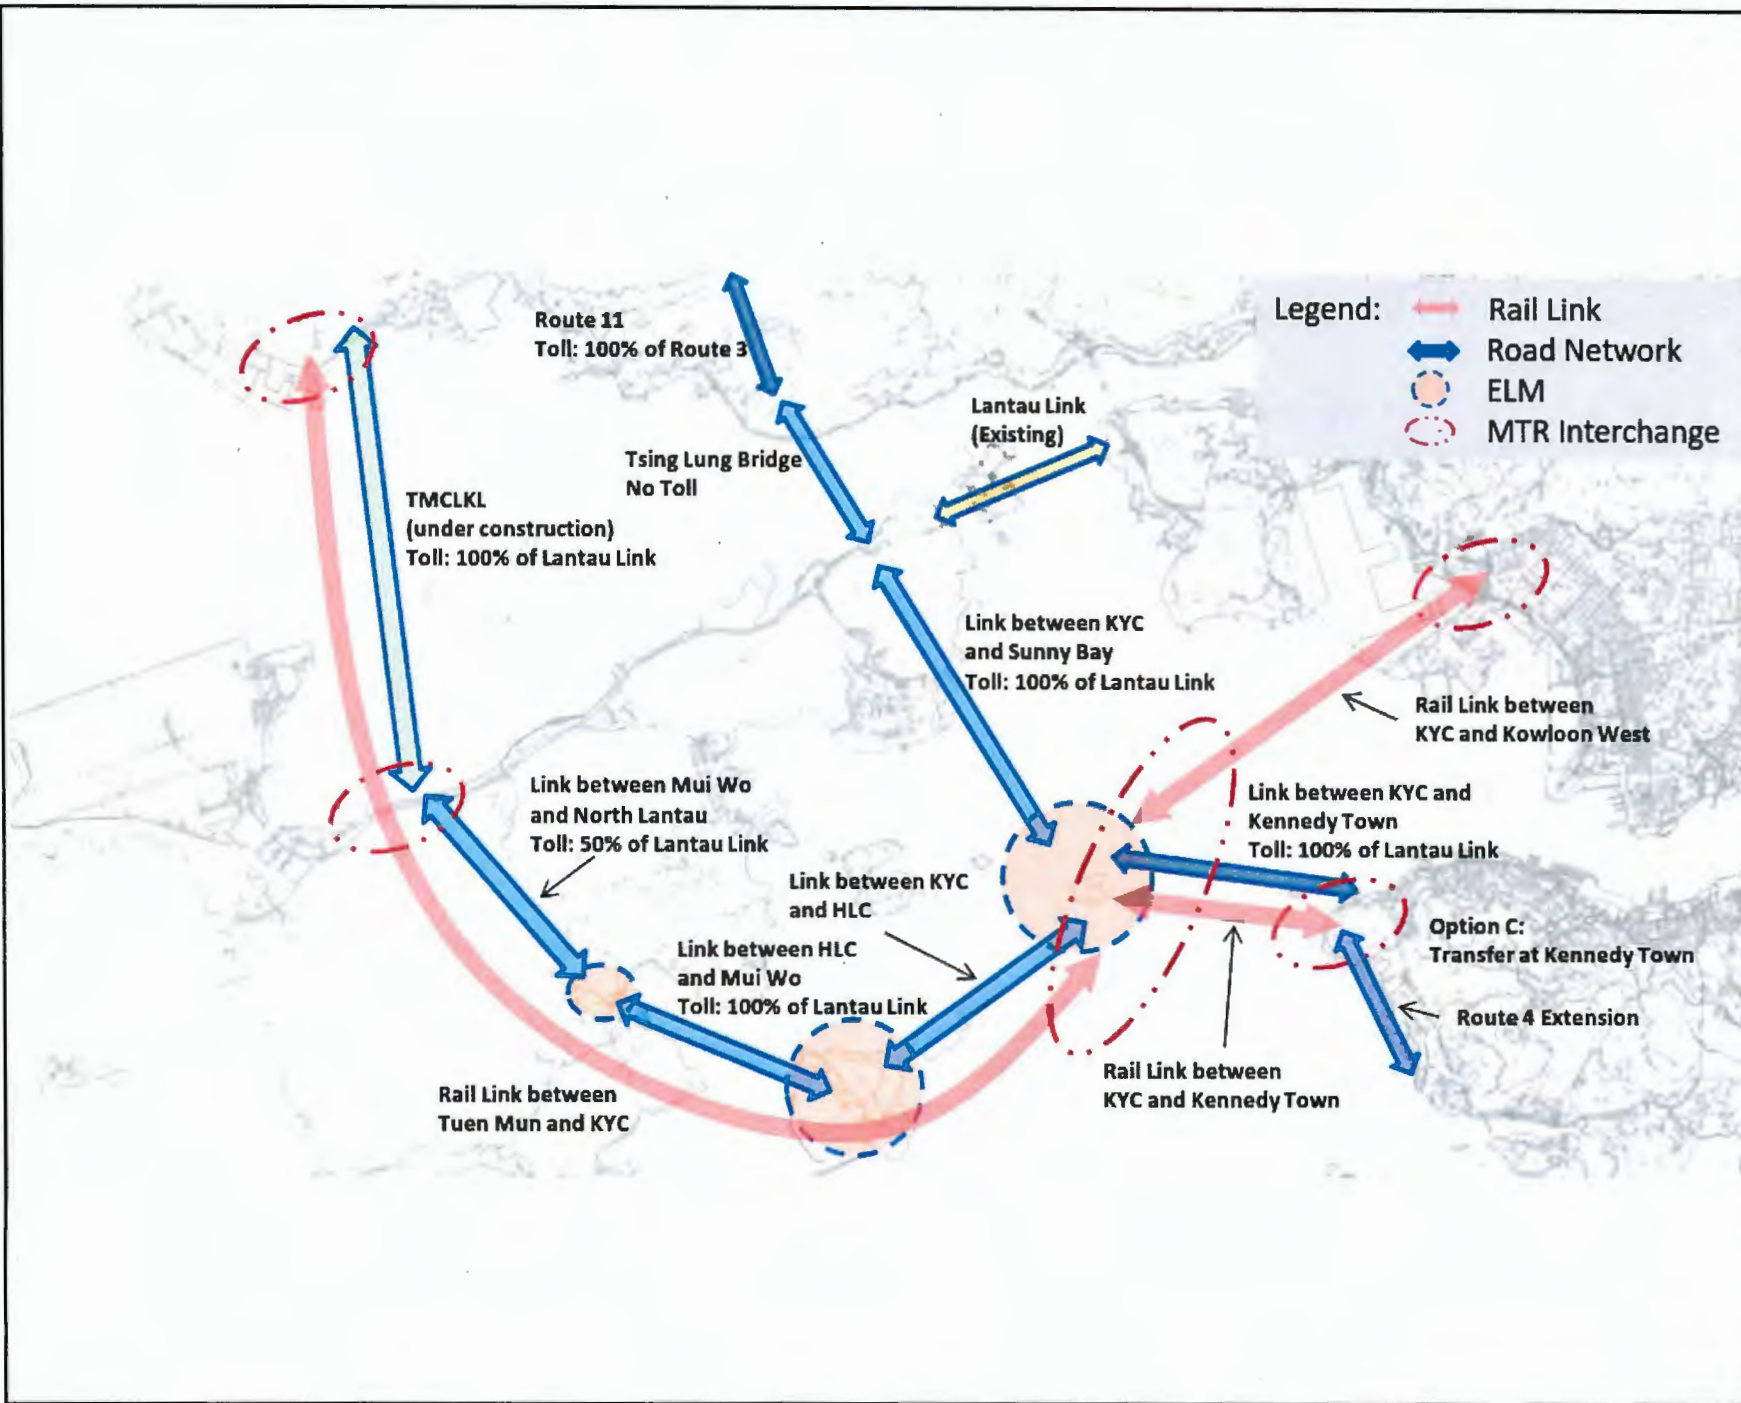 Legend:
Rail Link
Road Network
ELM
MTR Interchange
Route 11
Toll: 100% of Route 3
Lantau Link
(Existing)
Tsing Lung Bridge
No Toll
TMCLKL
(under construction)
Toll: 100% of Lantau Link
Link between KYC
and Sunny Bay
Toll: 100% of Lantau Link
Rail Link between
KYC and Kowloon West
Link between Mui Wo
and North Lantau
Toll: 50% of Lantau Link
Link between KYC and
Kennedy Town
Toll: 100% of Lantau Link
Link between KYC
and HLC
Option C:
Transfer at Kennedy Town
Link between HLC
and Mui Wo
Toll: 100% of Lantau Link
Route 4 Extension
Rail Link between
KYC and Kennedy Town
Rail Link between
Tuen Mun and KYC